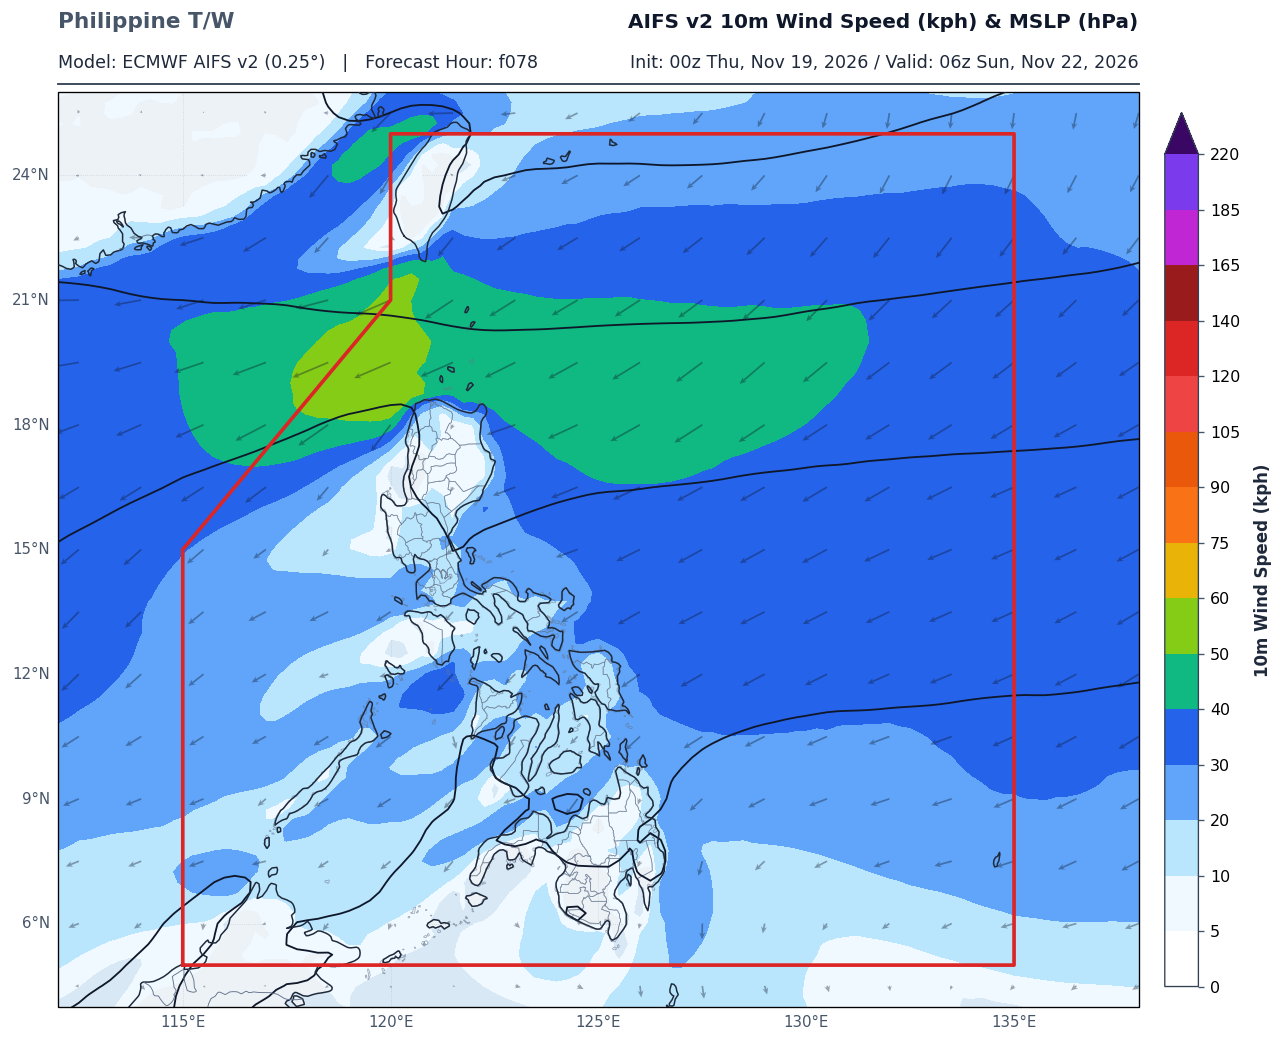 Philippine T/W
AIFS v2 10m Wind Speed (kph) & MSLP (hPa)
Model: ECMWF AIFS v2 (0.25°)   |   Forecast Hour: f078
Init: 00z Thu, Nov 19, 2026 / Valid: 06z Sun, Nov 22, 2026
24°N
21°N
18°N
15°N
12°N
9°N
6°N
115°E
120°E
125°E
130°E
135°E
220
185
165
140
120
105
90
75
60
50
40
30
20
10
5
0
10m Wind Speed (kph)